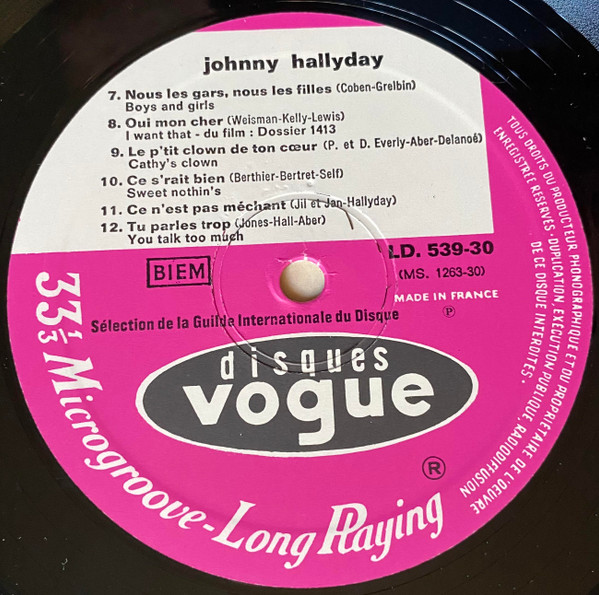 johnny hallyday
7. Nous les gars, nous les filles (Coben-Grelbin)
Boys and girls
8. Oui mon cher (Weisman-Kelly-Lewis)
I want that - du film : Dossier 1413
9. Le p'tit clown de ton cœur (P. et D. Everly-Aber-Delanoë)
Cathy's clown
10. Ce s'rait bien (Berthier-Bertret-Self)
Sweet nothin's
11. Ce n'est pas méchant (Jil et Jan-Hallyday)
12. Tu parles trop (Jones-Hall-Aber)
You talk too much
BIEM
LD. 539-30
(MS. 1263-30)
MADE IN FRANCE
℗
Sélection de la Guilde Internationale du Disque
disques
vogue
®
33 1/3 Microgroove - Long Playing
TOUS DROITS DU PRODUCTEUR PHONOGRAPHIQUE ET DU PROPRIÉTAIRE DE L'ŒUVRE
ENREGISTRÉE RÉSERVÉS · DUPLICATION, EXÉCUTION PUBLIQUE, RADIODIFFUSION
DE CE DISQUE INTERDITES ·